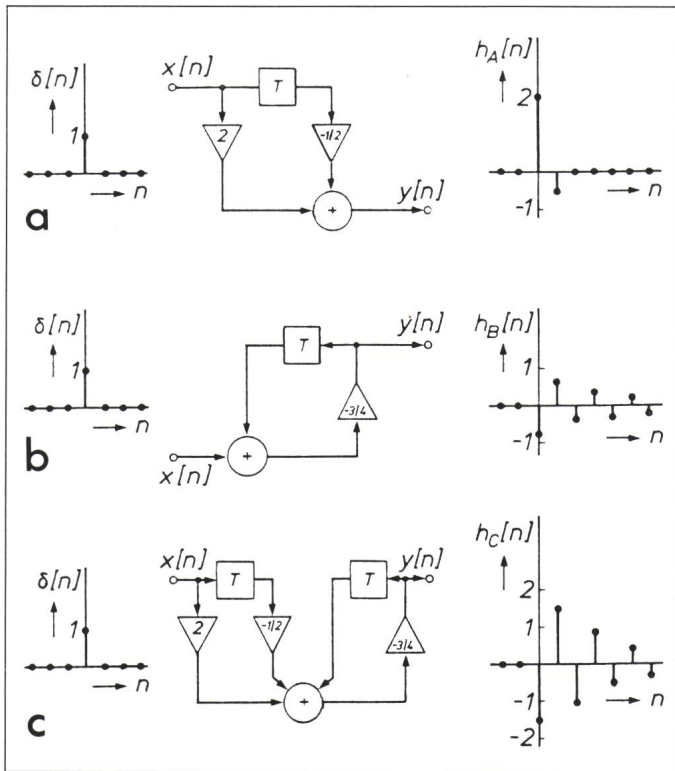 δ[n]
1
n
x[n]
T
2
-1/2
+
y[n]
h_A[n]
2
-1
n
a
δ[n]
1
n
T
y[n]
-3/4
+
x[n]
h_B[n]
1
-1
n
b
δ[n]
1
n
x[n]
T
T
y[n]
2
-1/2
-3/4
+
h_C[n]
2
1
-1
-2
n
c